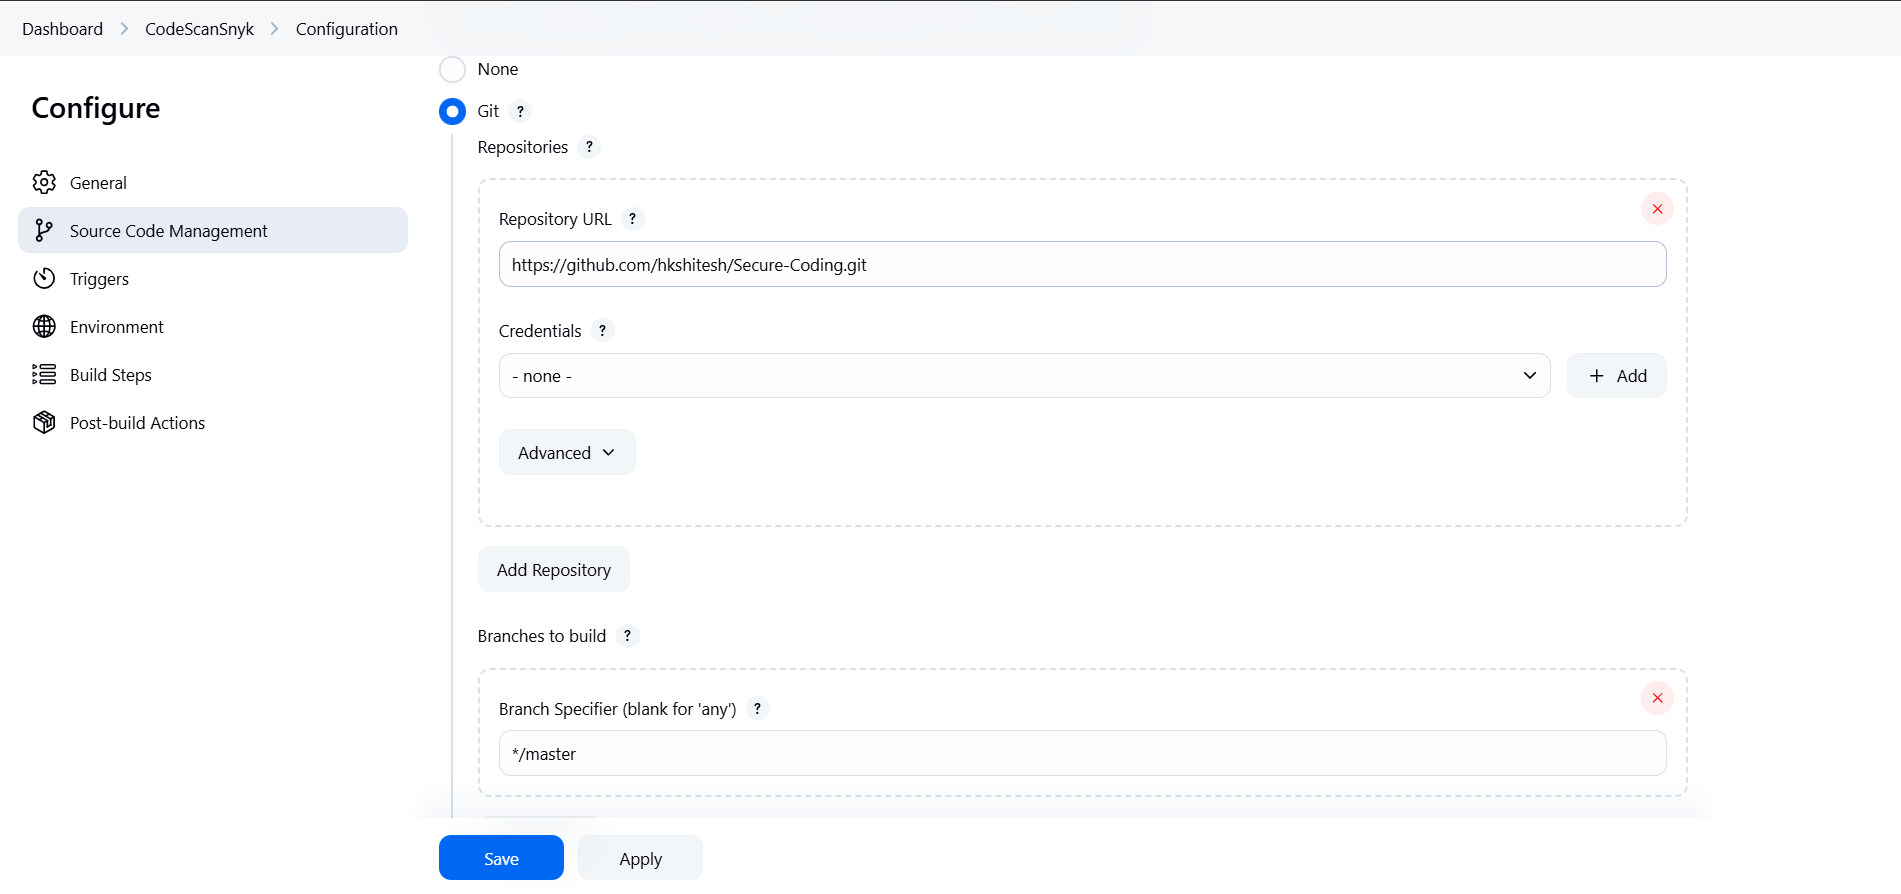 Dashboard > CodeScanSnyk > Configuration
Configure
General
Source Code Management
Triggers
Environment
Build Steps
Post-build Actions
None
Git ?
Repositories ?
Repository URL ?
https://github.com/hkshitesh/Secure-Coding.git
Credentials ?
- none -
+ Add
Advanced
Add Repository
Branches to build ?
Branch Specifier (blank for 'any') ?
*/master
Save
Apply